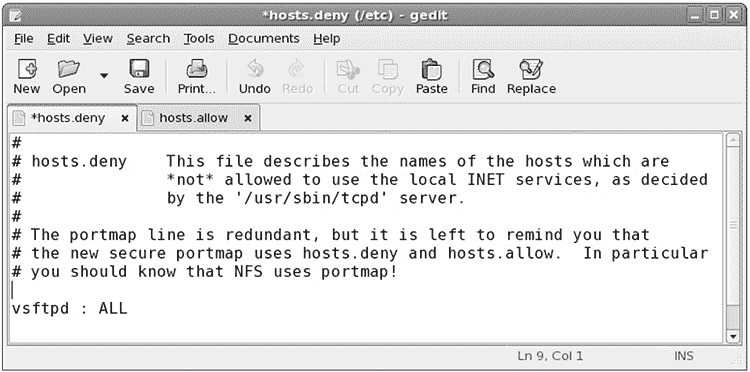 *hosts.deny (/etc) - gedit
File Edit View Search Tools Documents Help
New Open Save Print... Undo Redo Cut Copy Paste Find Replace
*hosts.deny x hosts.allow x
#
# hosts.deny    This file describes the names of the hosts which are
#               *not* allowed to use the local INET services, as decided
#               by the '/usr/sbin/tcpd' server.
#
# The portmap line is redundant, but it is left to remind you that
# the new secure portmap uses hosts.deny and hosts.allow.  In particular
# you should know that NFS uses portmap!
vsftpd : ALL
Ln 9, Col 1 INS